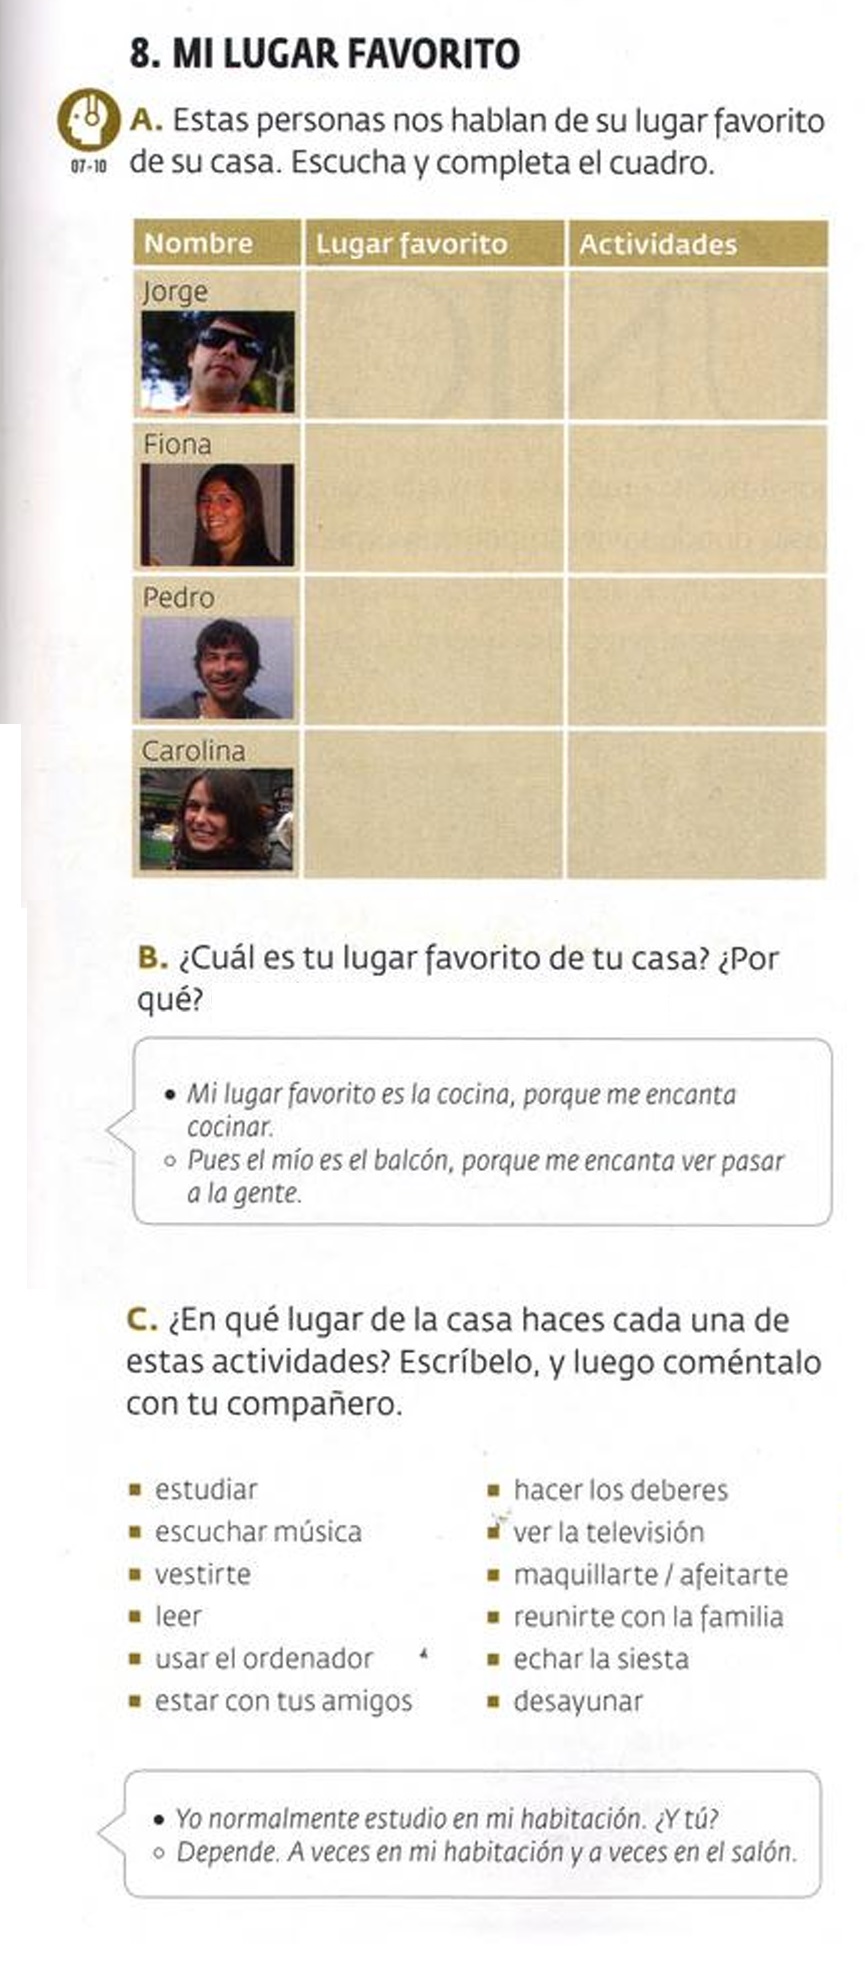 8. MI LUGAR FAVORITO
A. Estas personas nos hablan de su lugar favorito
07-10
de su casa. Escucha y completa el cuadro.
Nombre
Lugar favorito
Actividades
Jorge
Fiona
Pedro
Carolina
B. ¿Cuál es tu lugar favorito de tu casa? ¿Por
qué?
• Mi lugar favorito es la cocina, porque me encanta
cocinar.
○ Pues el mío es el balcón, porque me encanta ver pasar
a la gente.
C. ¿En qué lugar de la casa haces cada una de
estas actividades? Escríbelo, y luego coméntalo
con tu compañero.
■ estudiar
■ escuchar música
■ vestirte
■ leer
■ usar el ordenador
■ estar con tus amigos
■ hacer los deberes
■ ver la televisión
■ maquillarte / afeitarte
■ reunirte con la familia
■ echar la siesta
■ desayunar
• Yo normalmente estudio en mi habitación. ¿Y tú?
○ Depende. A veces en mi habitación y a veces en el salón.